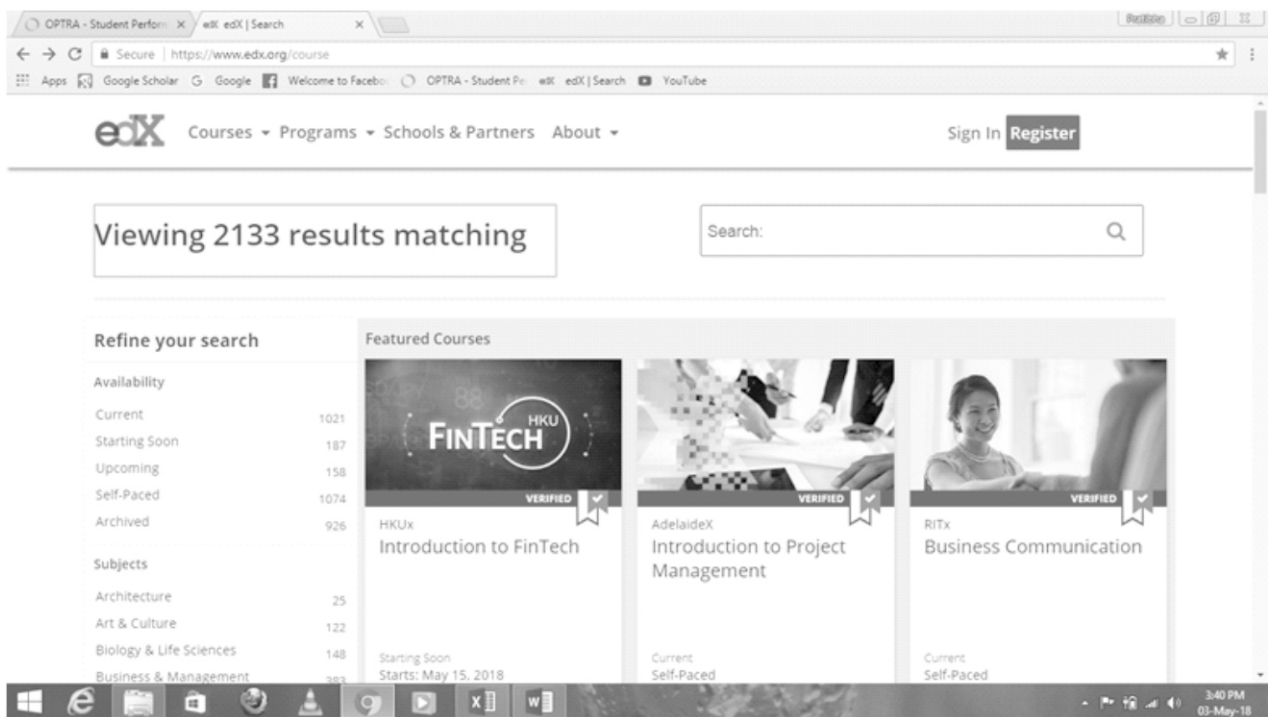 OPTRA - Student Perform
edX edX | Search
Secure | https://www.edx.org/course
Apps Google Scholar G Google Welcome to Facebo OPTRA - Student Pe edX edX | Search YouTube
edX Courses Programs Schools & Partners About Sign In Register
Viewing 2133 results matching
Search:
Refine your search
Availability
Current 1021
Starting Soon 187
Upcoming 158
Self-Paced 1074
Archived 926
Subjects
Architecture 25
Art & Culture 122
Biology & Life Sciences 148
Business & Management 383
Featured Courses
88
FINTECH HKU
VERIFIED
HKUx
Introduction to FinTech
Starting Soon
Starts: May 15, 2018
VERIFIED
AdelaideX
Introduction to Project
Management
Current
Self-Paced
VERIFIED
RITx
Business Communication
Current
Self-Paced
3:40 PM
03-May-18